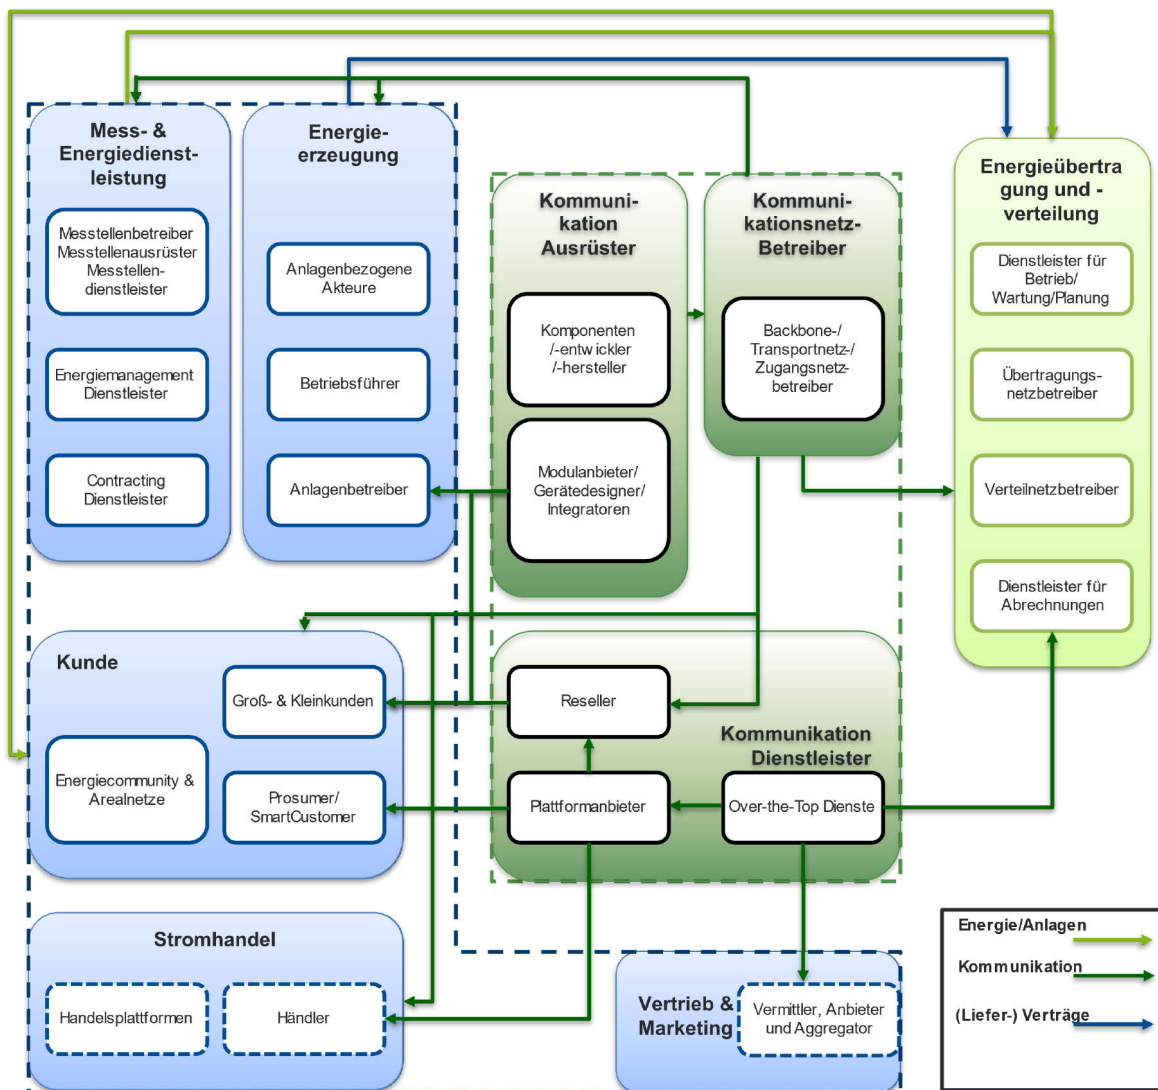 Mess- &
Energiedienst-
leistung
Messtellenbetreiber
Messtellenausrüster
Messtellen-
dienstleister
Energiemanagement
Dienstleister
Contracting
Dienstleister
Energie-
erzeugung
Anlagenbezogene
Akteure
Betriebsführer
Anlagenbetreiber
Kommuni-
kation
Ausrüster
Komponenten
/-entwickler
/-hersteller
Modulanbieter/
Gerätedesigner/
Integratoren
Kommuni-
kationsnetz-
Betreiber
Backbone-/
Transportnetz-/
Zugangsnetz-
betreiber
Energieübertra
gung und -
verteilung
Dienstleister für
Betrieb/
Wartung/Planung
Übertragungs-
netzbetreiber
Verteilnetzbetreiber
Dienstleister für
Abrechnungen
Kunde
Groß- & Kleinkunden
Energiecommunity &
Arealnetze
Prosumer/
SmartCustomer
Reseller
Kommunikation
Dienstleister
Plattformanbieter
Over-the-Top Dienste
Stromhandel
Handelsplattformen
Händler
Vertrieb &
Marketing
Vermittler, Anbieter
und Aggregator
Energie/Anlagen
Kommunikation
(Liefer-) Verträge